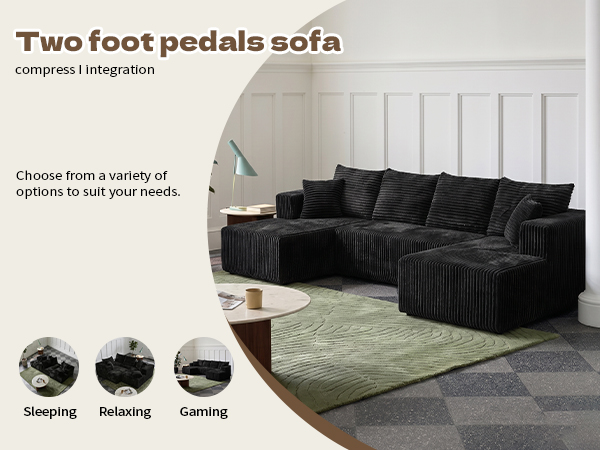 Two foot pedals sofa
compress I integration
Choose from a variety of
options to suit your needs.
Sleeping Relaxing Gaming